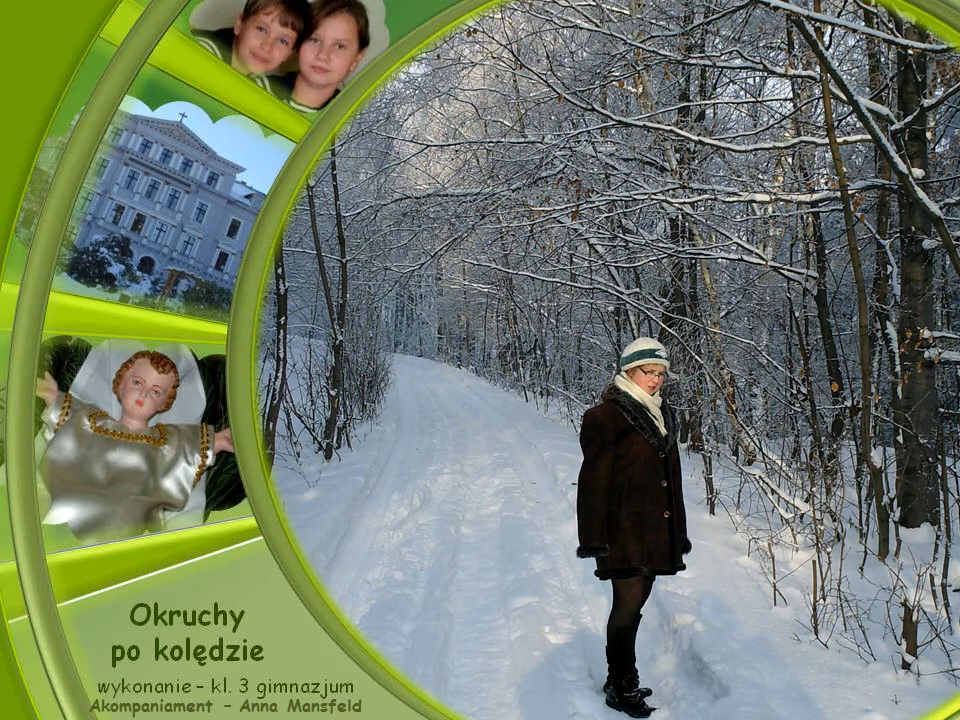 Okruchy
po kolędzie
wykonanie – kl. 3 gimnazjum
Akompaniament – Anna Mansfeld